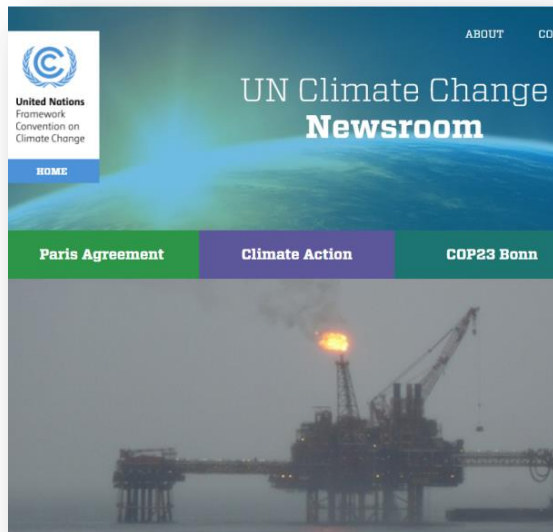 ABOUT
UN Climate Change
Newsroom
United Nations
Framework
Convention on
Climate Change
HOME
Paris Agreement
Climate Action
COP23 Bonn